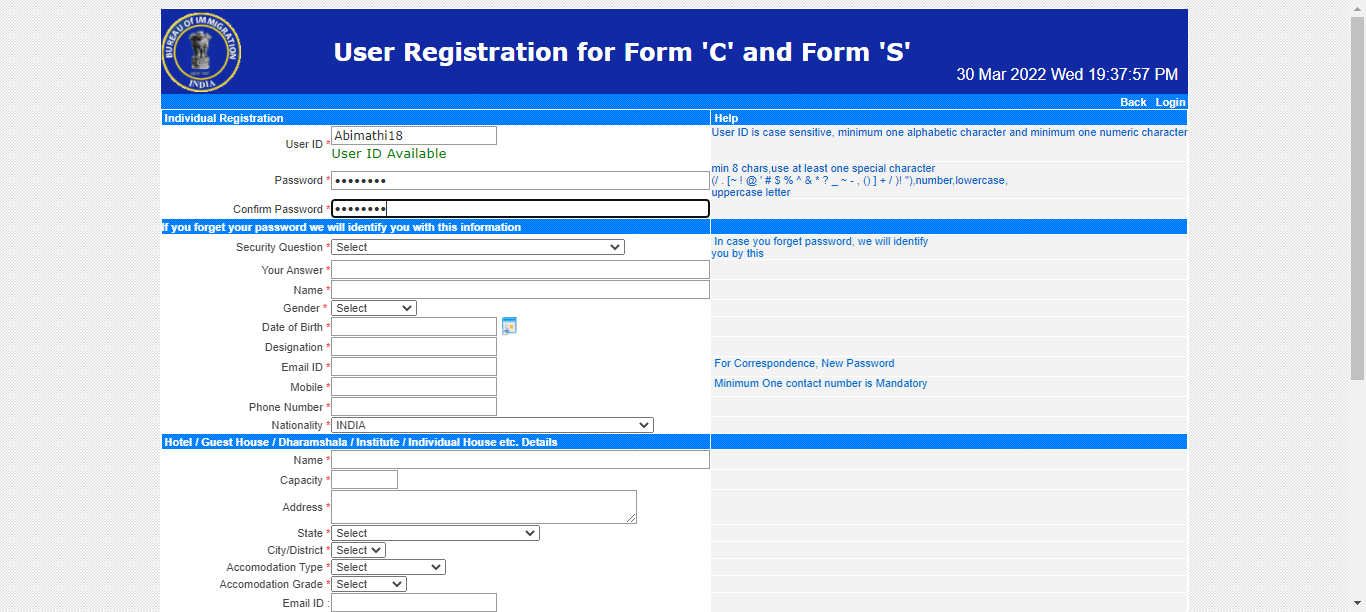 BUREAU OF IMMIGRATION
INDIA
User Registration for Form 'C' and Form 'S'
30 Mar 2022 Wed 19:37:57 PM
Back Login
Individual Registration Help
User ID * Abimathi18 User ID is case sensitive, minimum one alphabetic character and minimum one numeric character
User ID Available
Password * •••••••• min 8 chars,use at least one special character
(/ . [~ ! @ ' # $ % ^ & * ? _ ~ - , () ] + / )! "),number,lowercase,
uppercase letter
Confirm Password * ••••••••
If you forget your password we will identify you with this information
Security Question * Select In case you forget password, we will identify
you by this
Your Answer *
Name *
Gender * Select
Date of Birth *
Designation *
Email ID * For Correspondence, New Password
Mobile * Minimum One contact number is Mandatory
Phone Number *
Nationality * INDIA
Hotel / Guest House / Dharamshala / Institute / Individual House etc. Details
Name *
Capacity *
Address *
State * Select
City/District * Select
Accomodation Type * Select
Accomodation Grade * Select
Email ID :